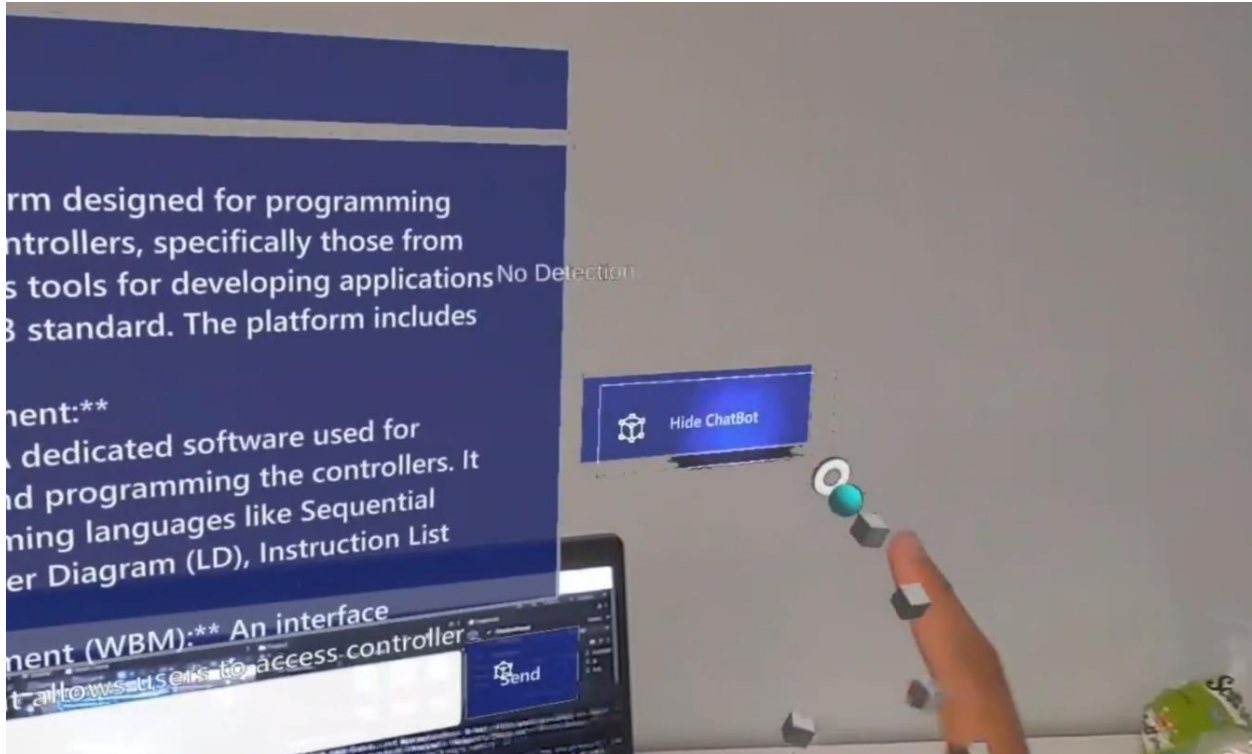 rm designed for programming
ntrollers, specifically those from
s tools for developing applications
3 standard. The platform includes
nent:**
dedicated software used for
nd programming the controllers. It
ming languages like Sequential
er Diagram (LD), Instruction List
nent (WBM):** An interface
t allows users to access controller
No Detection
Hide ChatBot
Send